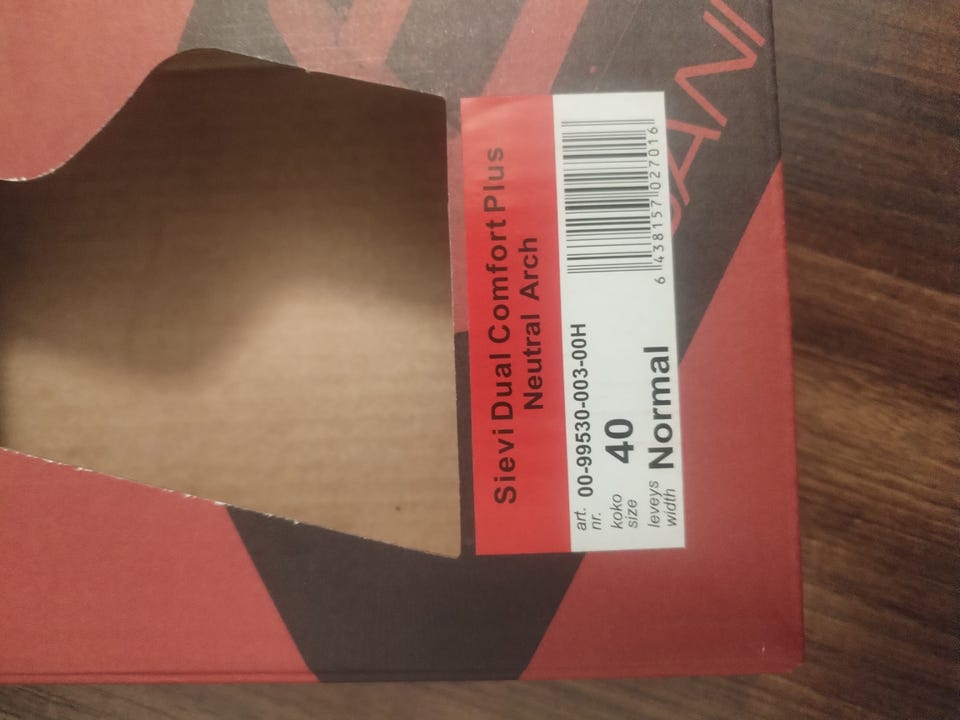 Sievi Dual Comfort Plus
Neutral Arch
art. nr. 00-99530-003-00H
koko size 40
leveys width Normal
6 438157 027016